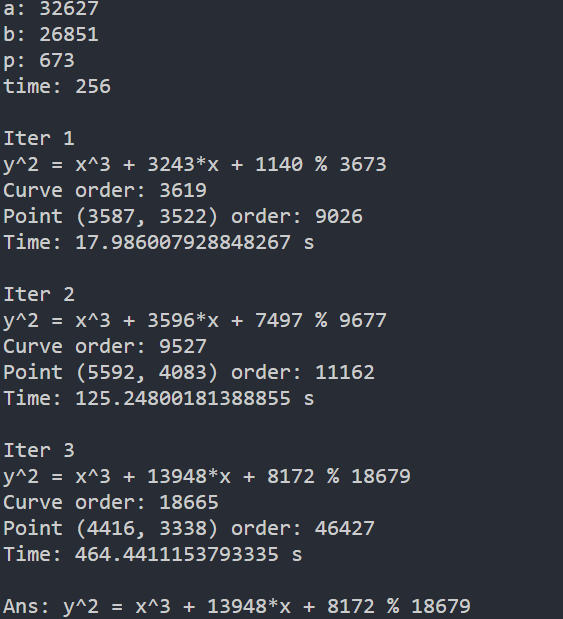 a: 32627
b: 26851
p: 673
time: 256
Iter 1
y^2 = x^3 + 3243*x + 1140 % 3673
Curve order: 3619
Point (3587, 3522) order: 9026
Time: 17.986007928848267 s
Iter 2
y^2 = x^3 + 3596*x + 7497 % 9677
Curve order: 9527
Point (5592, 4083) order: 11162
Time: 125.24800181388855 s
Iter 3
y^2 = x^3 + 13948*x + 8172 % 18679
Curve order: 18665
Point (4416, 3338) order: 46427
Time: 464.4411153793335 s
Ans: y^2 = x^3 + 13948*x + 8172 % 18679